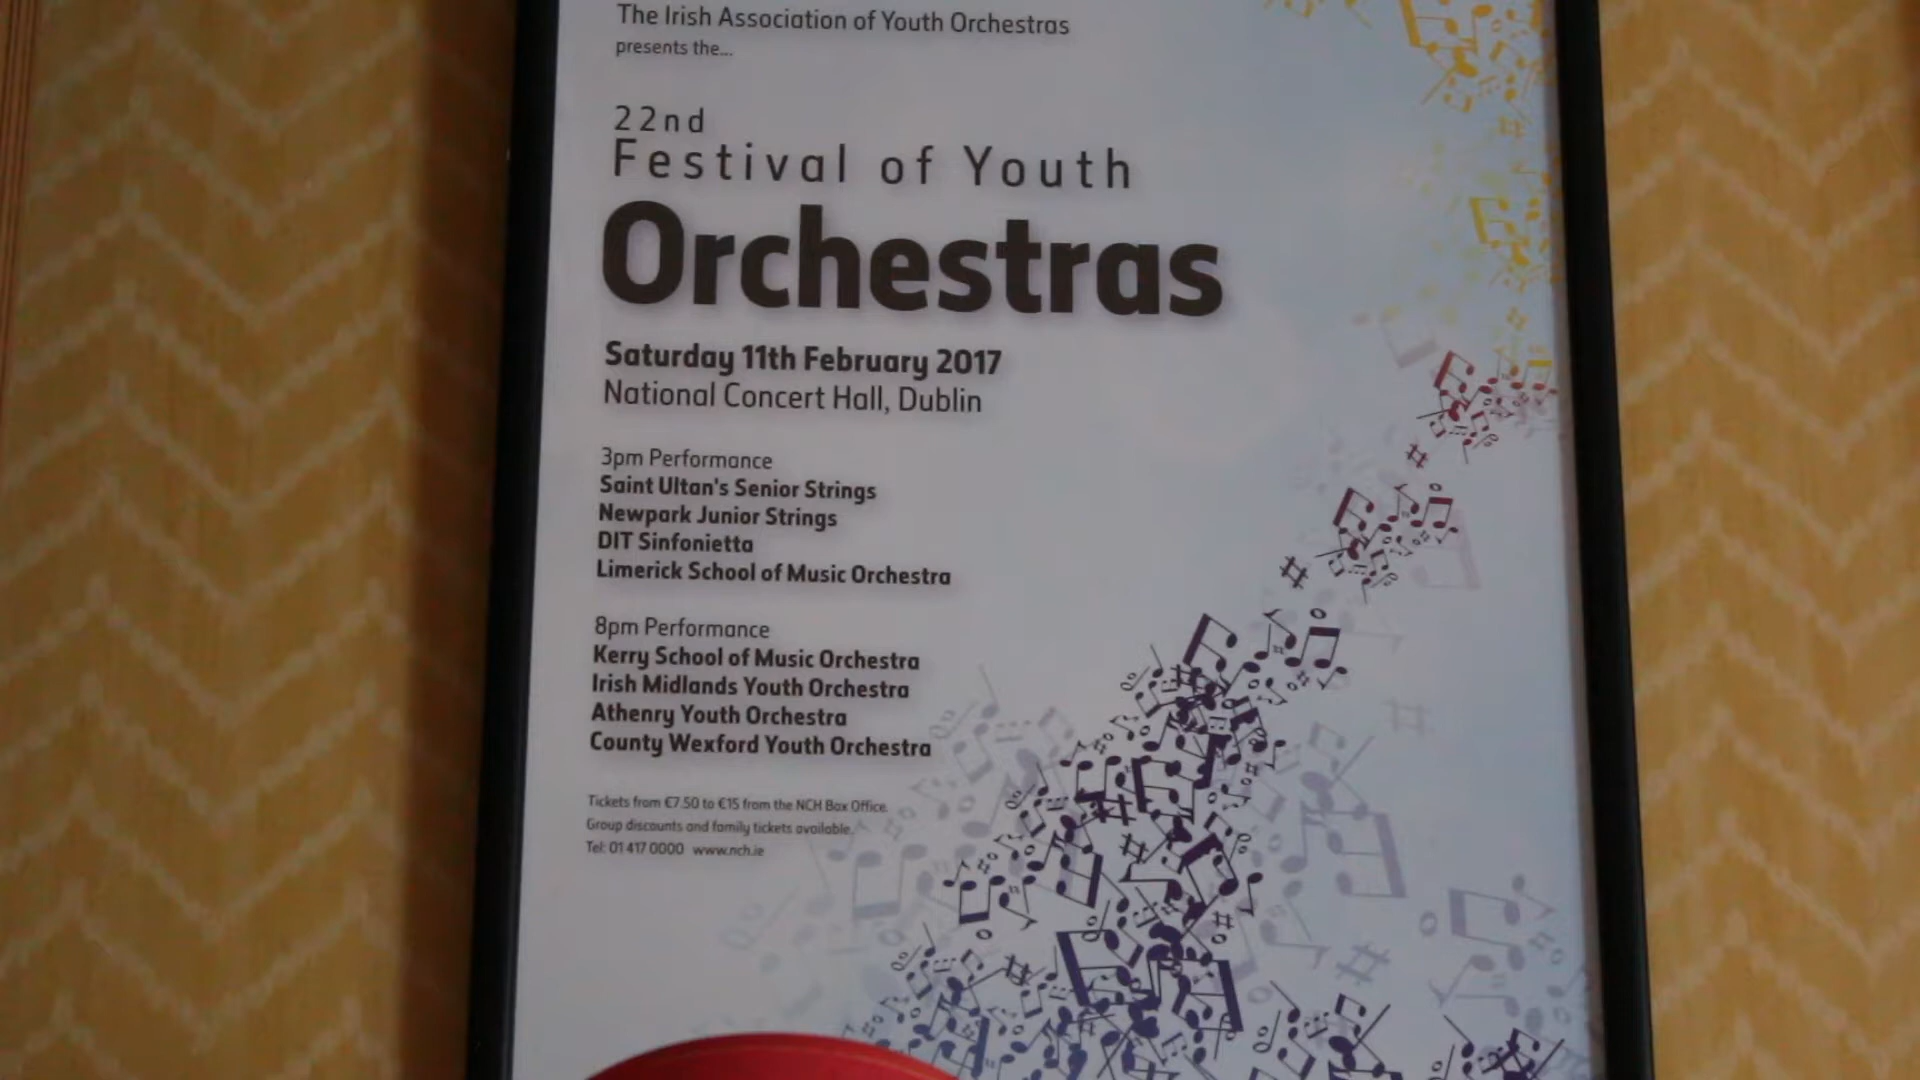 The Irish Association of Youth Orchestras
presents the...
22nd
Festival of Youth
Orchestras
Saturday 11th February 2017
National Concert Hall, Dublin
3pm Performance
Saint Ultan's Senior Strings
Newpark Junior Strings
DIT Sinfonietta
Limerick School of Music Orchestra
8pm Performance
Kerry School of Music Orchestra
Irish Midlands Youth Orchestra
Athenry Youth Orchestra
County Wexford Youth Orchestra
Tickets from €7.50 to €15 from the NCH Box Office.
Group discounts and family tickets available.
Tel: 01 417 0000 www.nch.ie